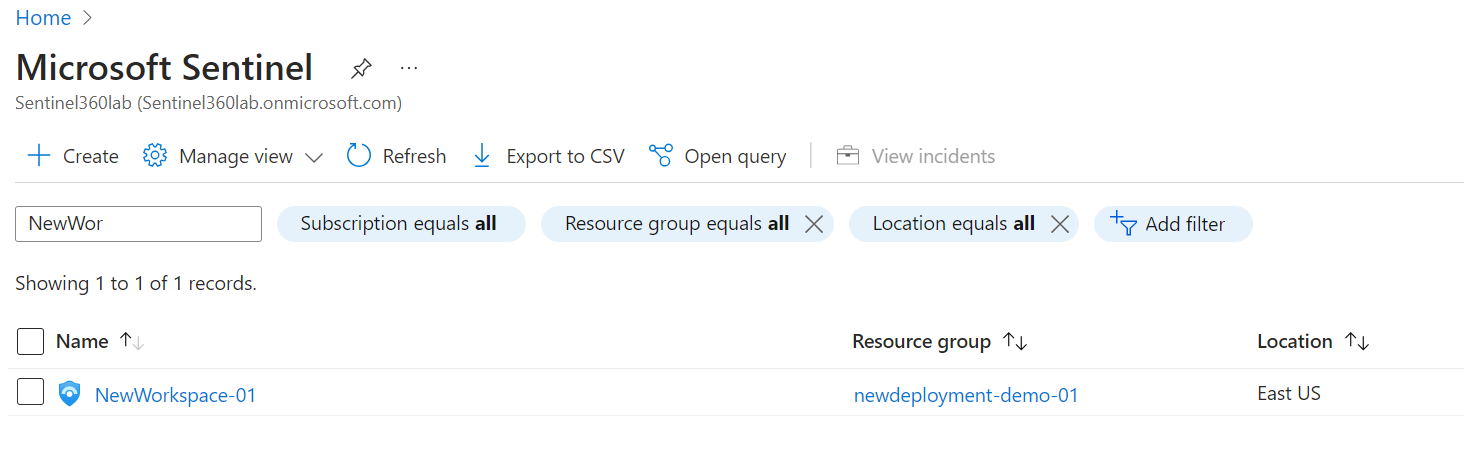 Home
Microsoft Sentinel ...
Sentinel360lab (Sentinel360lab.onmicrosoft.com)
Create Manage view Refresh Export to CSV Open query View incidents
NewWor Subscription equals all Resource group equals all Location equals all Add filter
Showing 1 to 1 of 1 records.
Name Resource group Location
NewWorkspace-01 newdeployment-demo-01 East US